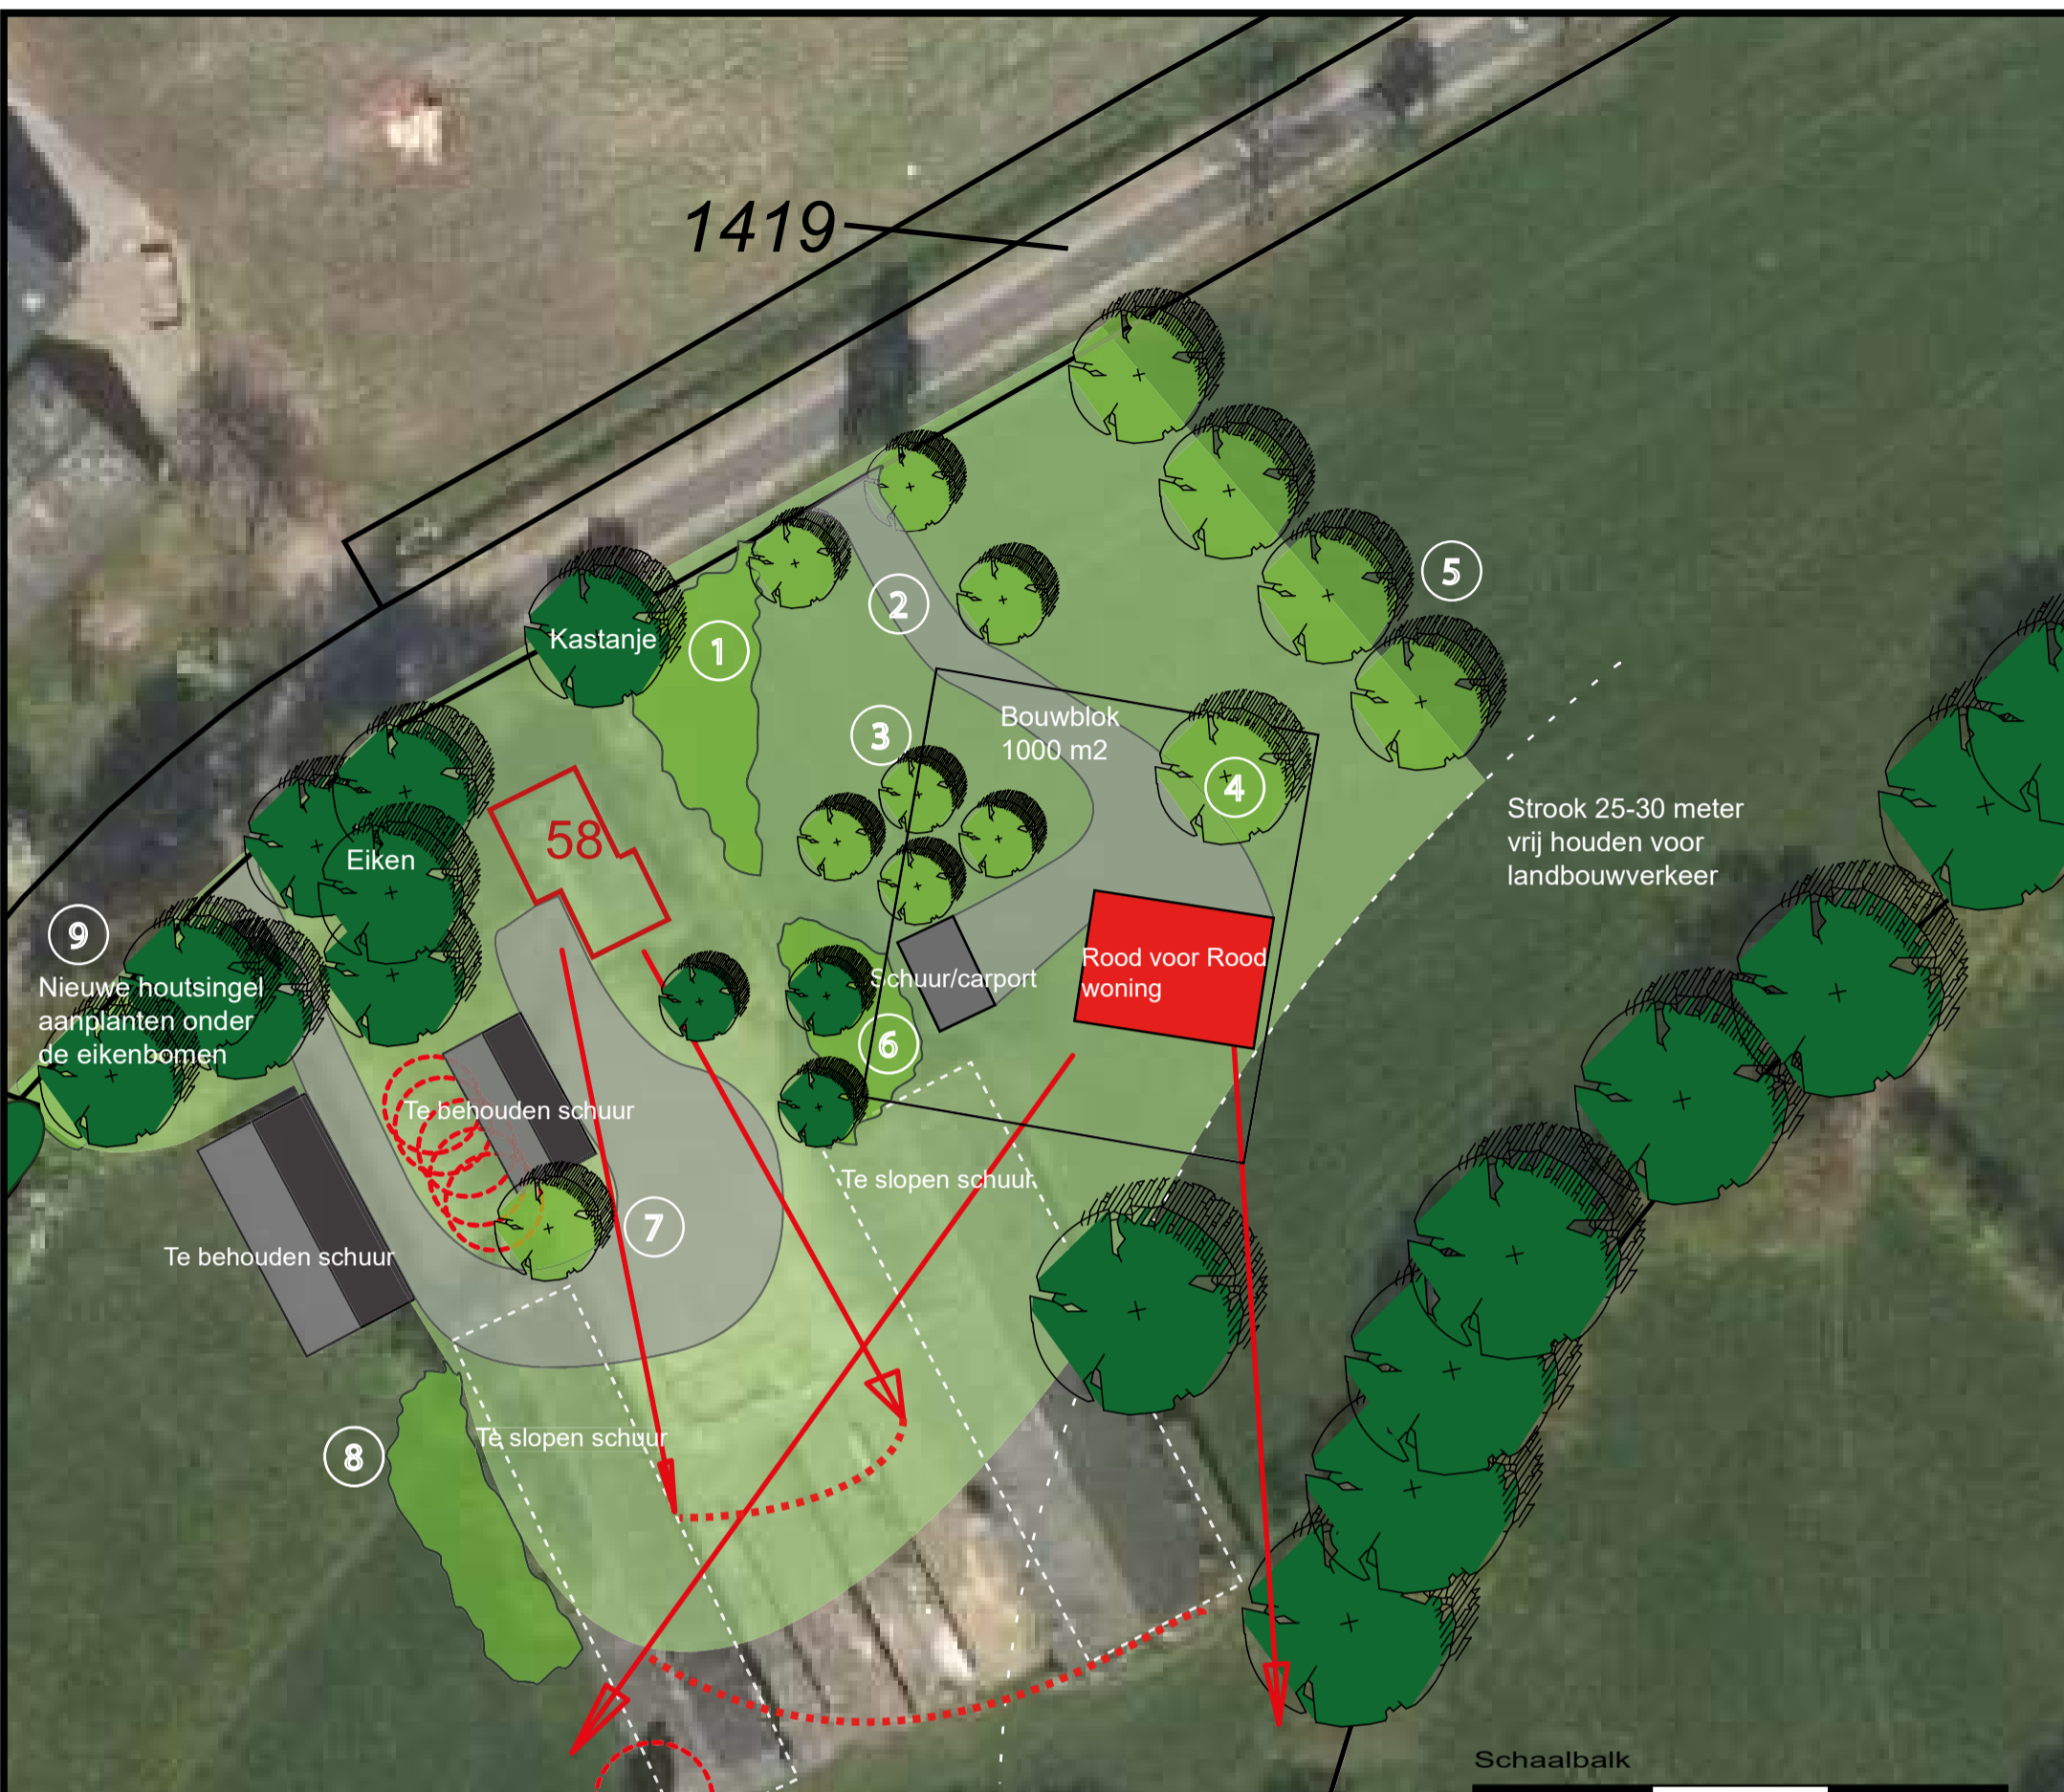 1419
Kastanje
1
2
5
3
Bouwblok
1000 m2
4
58
Eiken
Strook 25-30 meter
vrij houden voor
landbouwverkeer
9
Nieuwe houtsingel
aanplanten onder
de eikenbomen
Schuur/carport
Rood voor Rood
woning
6
Te behouden schuur
Te slopen schuur
7
Te behouden schuur
8
Te slopen schuur
Schaalbalk